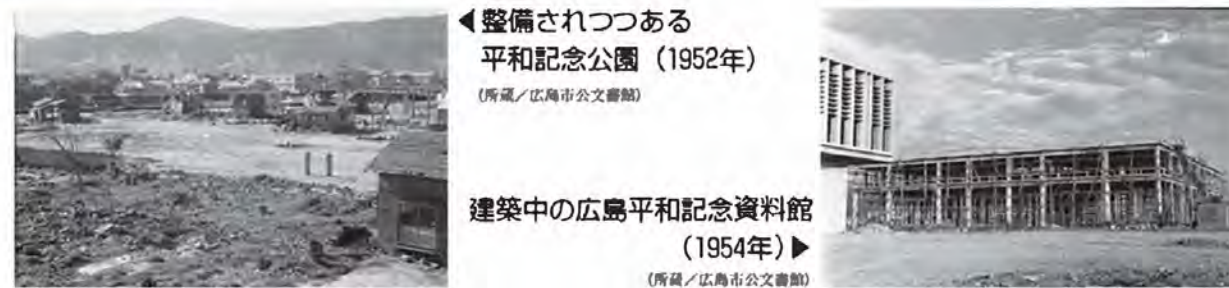 ◀整備されつつある
平和記念公園（1952年）
（所蔵／広島市公文書館）
建築中の広島平和記念資料館
（1954年）▶
（所蔵／広島市公文書館）